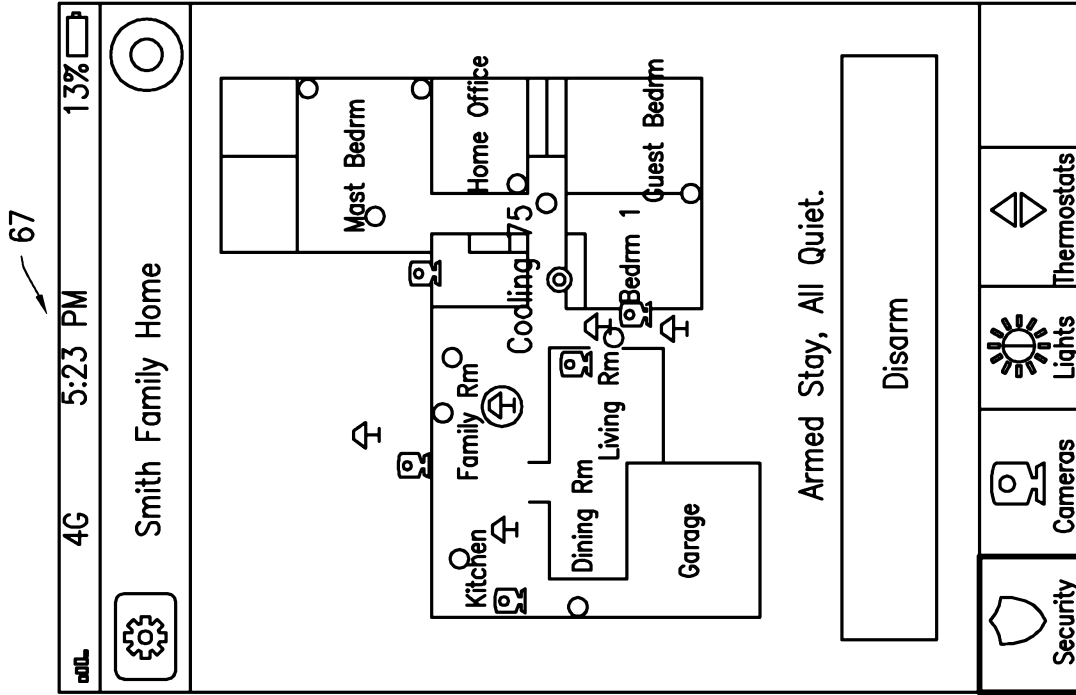 67
4G 5:23 PM 13%
Smith Family Home
Mast Bedrm
Home Office
Family Rm
Kitchen
Cooling 75
Dining Rm
Living Rm
Bedrm 1
Guest Bedrm
Garage
Armed Stay, All Quiet.
Disarm
Security
Cameras
Lights
Thermostats